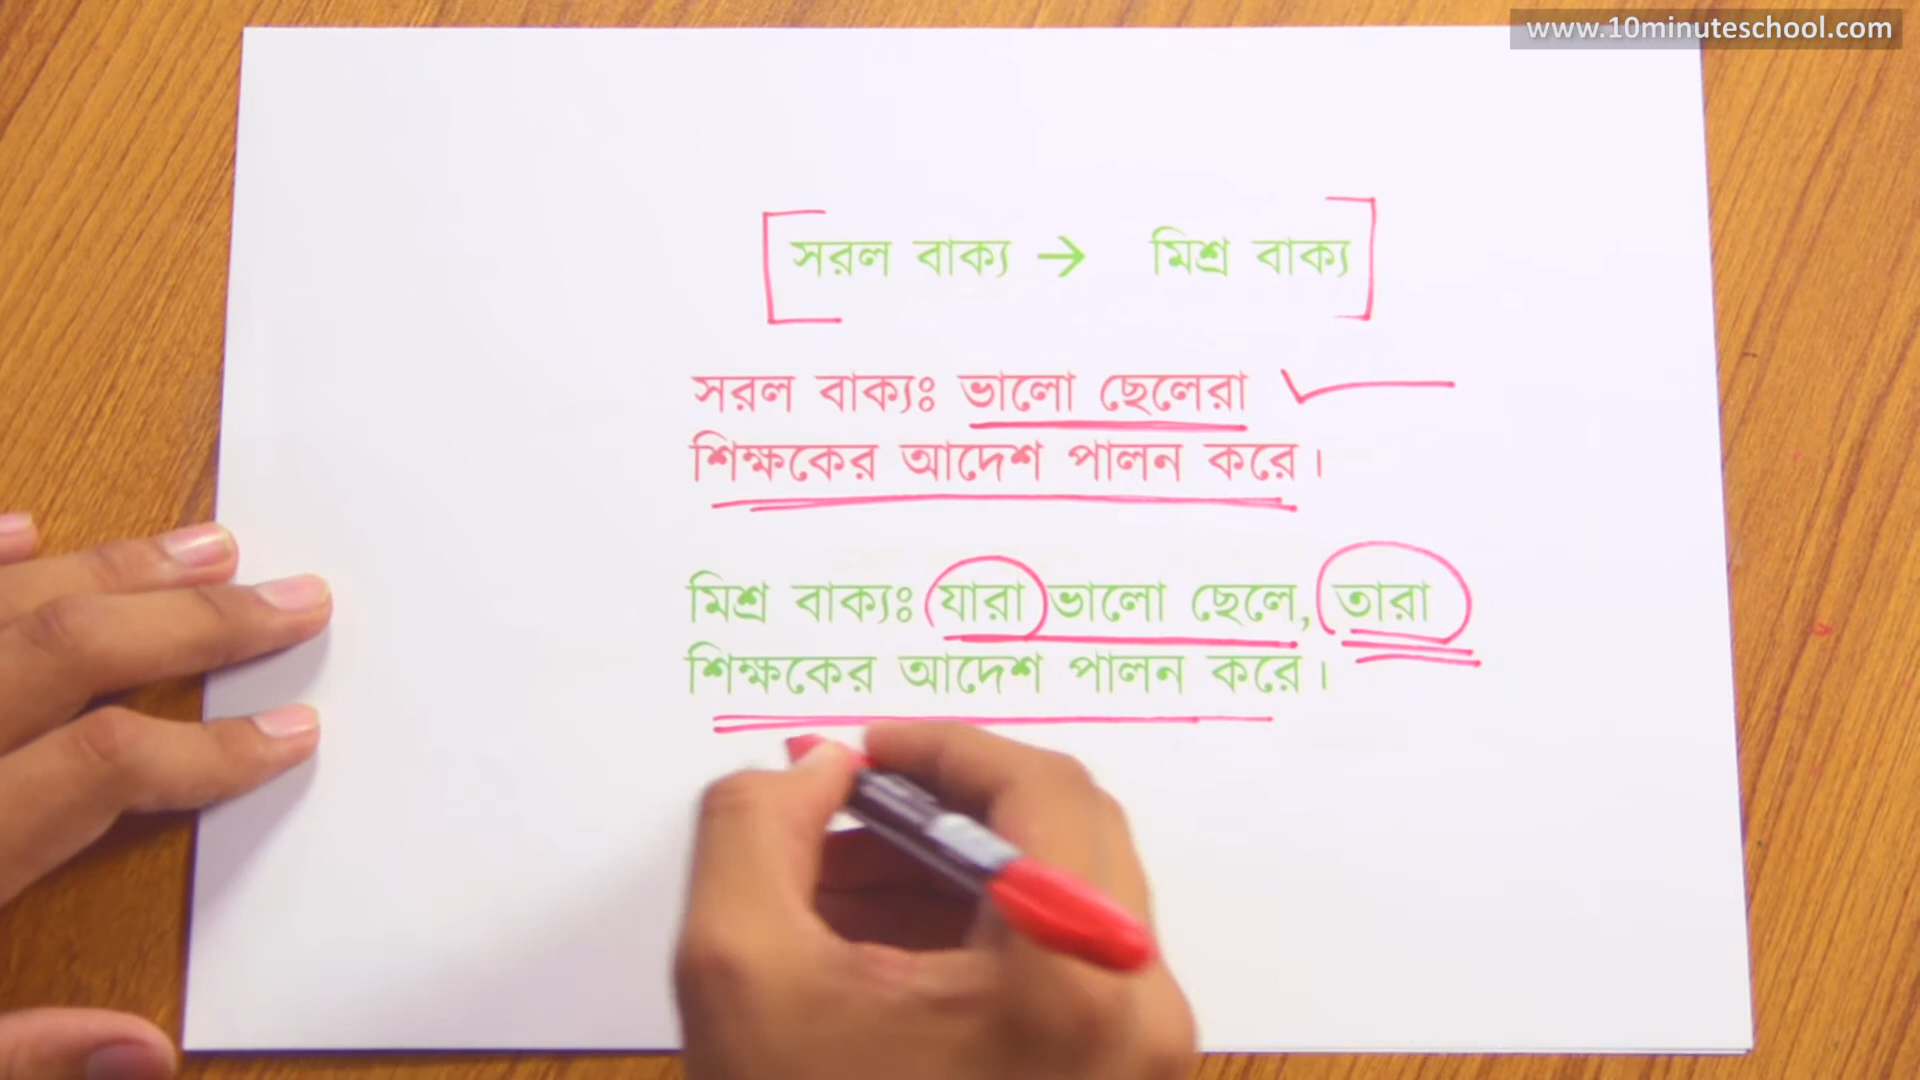 www.10minuteschool.com
সরল বাক্য → মিশ্র বাক্য
সরল বাক্যঃ ভালো ছেলেরা
শিক্ষকের আদেশ পালন করে।
মিশ্র বাক্যঃ যারা ভালো ছেলে, তারা
শিক্ষকের আদেশ পালন করে।